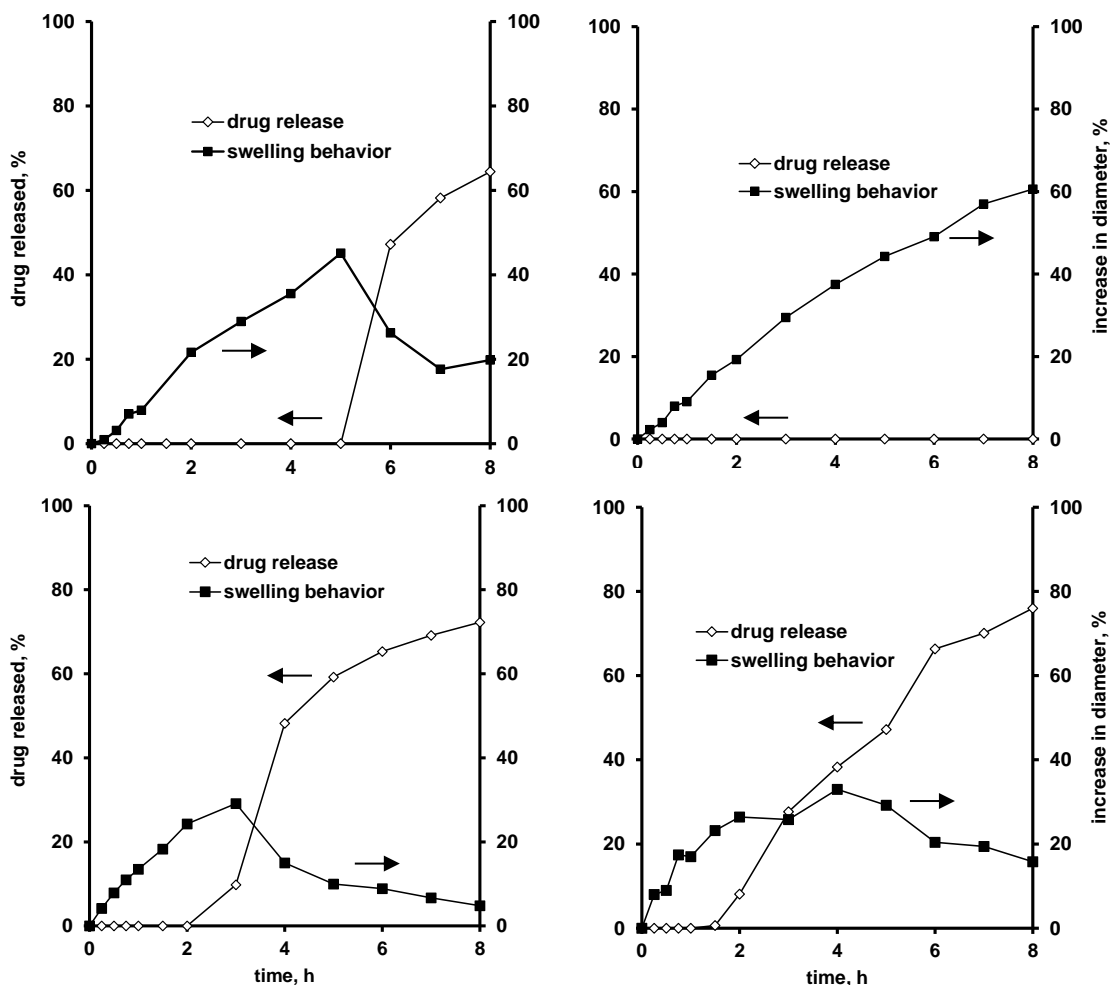 100
80
60
40
20
0
drug released, %
100
80
60
40
20
0
drug release
swelling behavior
0 2 4 6 8
100
80
60
40
20
0
100
80
60
40
20
0
increase in diameter, %
drug release
swelling behavior
0 2 4 6 8
100
80
60
40
20
0
drug released, %
100
80
60
40
20
0
drug release
swelling behavior
0 2 4 6 8
time, h
100
80
60
40
20
0
100
80
60
40
20
0
increase in diameter, %
drug release
swelling behavior
0 2 4 6 8
time, h